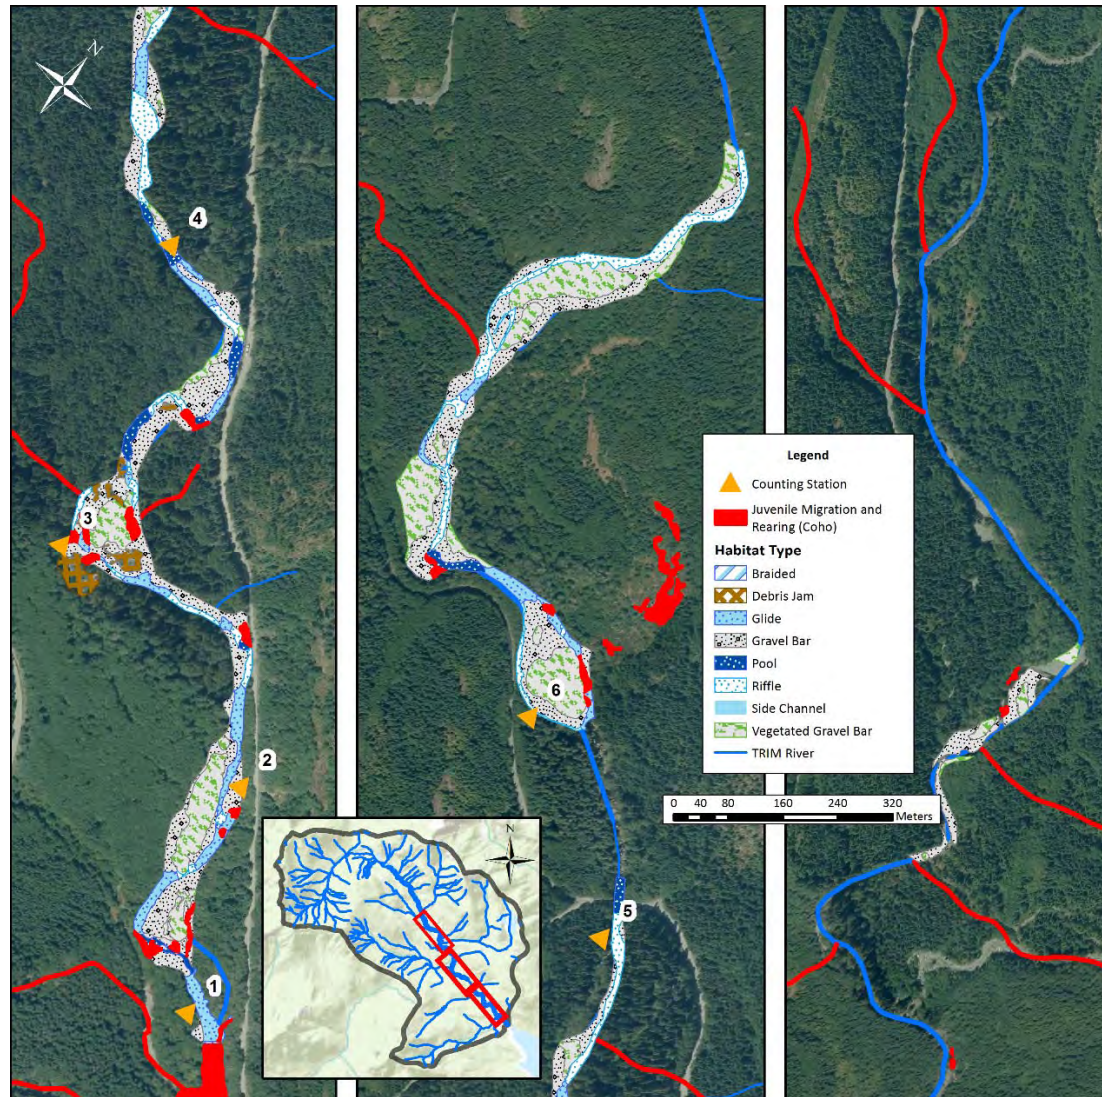 N
4
3
2
1
6
5
Legend
Counting Station
Juvenile Migration and
Rearing (Coho)
Habitat Type
Braided
Debris Jam
Glide
Gravel Bar
Pool
Riffle
Side Channel
Vegetated Gravel Bar
TRIM River
0 40 80 160 240 320
Meters
N